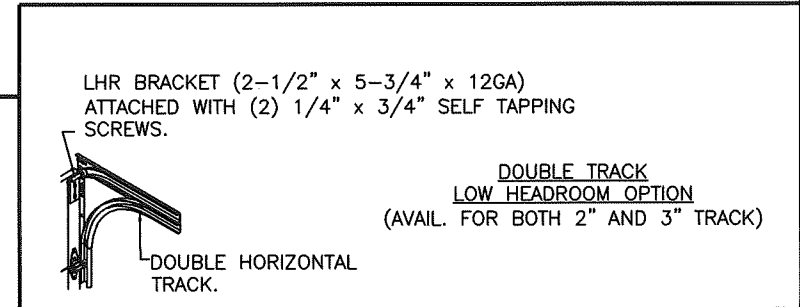 LHR BRACKET (2-1/2" x 5-3/4" x 12GA)
ATTACHED WITH (2) 1/4" x 3/4" SELF TAPPING
SCREWS.
DOUBLE TRACK
LOW HEADROOM OPTION
(AVAIL. FOR BOTH 2" AND 3" TRACK)
DOUBLE HORIZONTAL
TRACK.